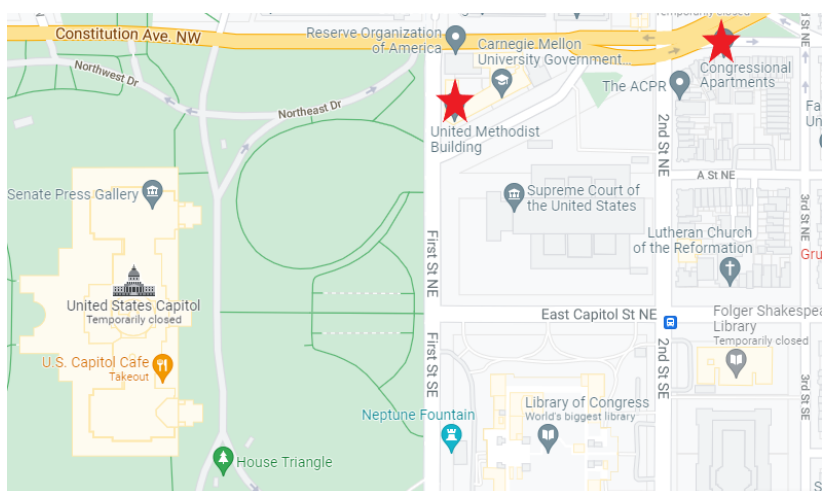 Temporarily closed
Constitution Ave. NW
Reserve Organization
of America
Carnegie Mellon
University Government...
Congressional
Apartments
Northwest Dr
Northeast Dr
The ACPR
United Methodist
Building
2nd St NE
A St NE
Senate Press Gallery
Supreme Court of
the United States
3rd St NE
Lutheran Church
of the Reformation
First St NE
United States Capitol
Temporarily closed
East Capitol St NE
Folger Shakespea
Library
Temporarily closed
U.S. Capitol Cafe
Takeout
First St SE
2nd St SE
3rd St SE
Library of Congress
World's biggest library
Neptune Fountain
House Triangle